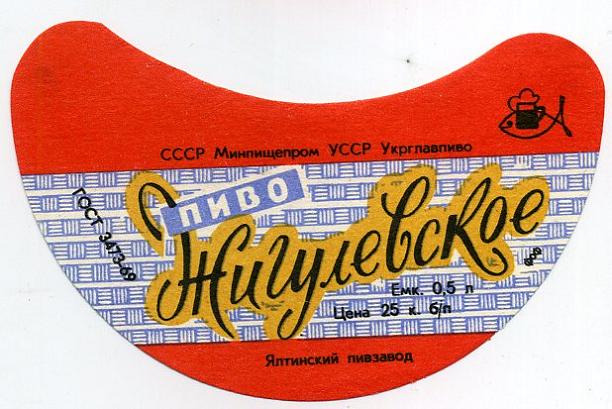 СССР Минпищепром УССР Укрглавпиво
ГОСТ 3473-69
ПИВО
Жигулевское
Емк. 0,5 л
Цена 25 к. б/п
Ялтинский пивзавод